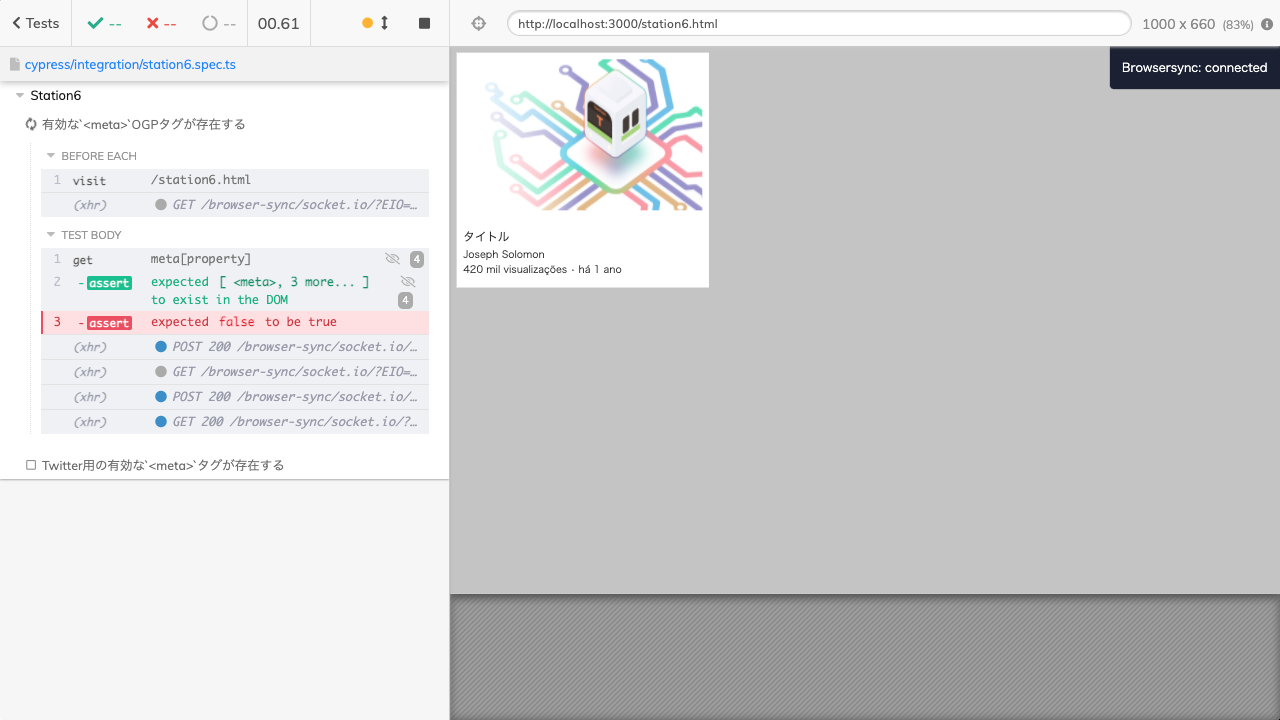 Tests
--
--
--
00.61
http://localhost:3000/station6.html
1000 x 660 (83%)
cypress/integration/station6.spec.ts
Browsersync: connected
Station6
有効な`<meta>`OGPタグが存在する
BEFORE EACH
1 visit /station6.html
(xhr) GET /browser-sync/socket.io/?EIO=…
TEST BODY
1 get meta[property] 4
2 -assert expected [ <meta>, 3 more... ]
to exist in the DOM 4
3 -assert expected false to be true
(xhr) POST 200 /browser-sync/socket.io/…
(xhr) GET /browser-sync/socket.io/?EIO=…
(xhr) POST 200 /browser-sync/socket.io/…
(xhr) GET 200 /browser-sync/socket.io/?…
Twitter用の有効な`<meta>`タグが存在する
T
タイトル
Joseph Solomon
420 mil visualizações・há 1 ano